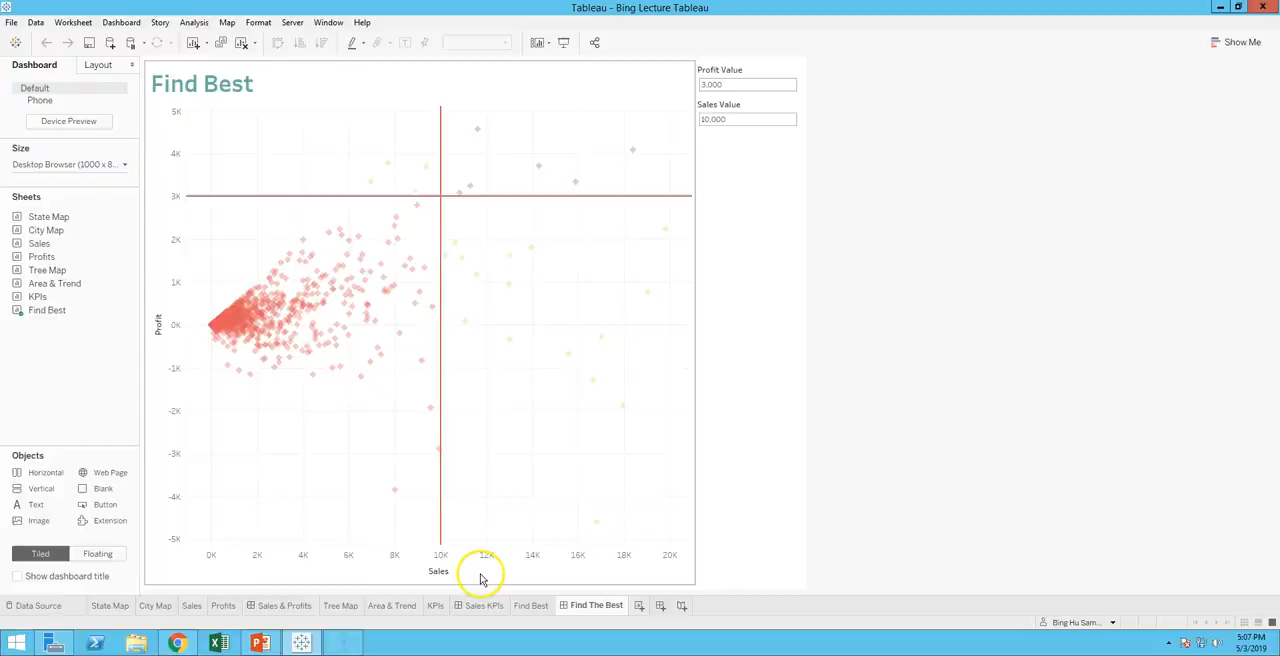 Tableau - Bing Lecture Tableau
File Data Worksheet Dashboard Story Analysis Map Format Server Window Help
Show Me
Dashboard Layout
Default
Phone
Device Preview
Size
Desktop Browser (1000 x 8...
Sheets
State Map
City Map
Sales
Profits
Tree Map
Area & Trend
KPIs
Find Best
Objects
Horizontal Web Page
Vertical Blank
Text Button
Image Extension
Tiled Floating
Show dashboard title
Find Best
5K
4K
3K
2K
1K
0K
-1K
-2K
-3K
-4K
-5K
Profit
0K 2K 4K 6K 8K 10K 12K 14K 16K 18K 20K
Sales
Profit Value
3,000
Sales Value
10,000
Data Source State Map City Map Sales Profits Sales & Profits Tree Map Area & Trend KPIs Sales KPIs Find Best Find The Best
Bing Hu Sam...
5:07 PM
5/3/2019